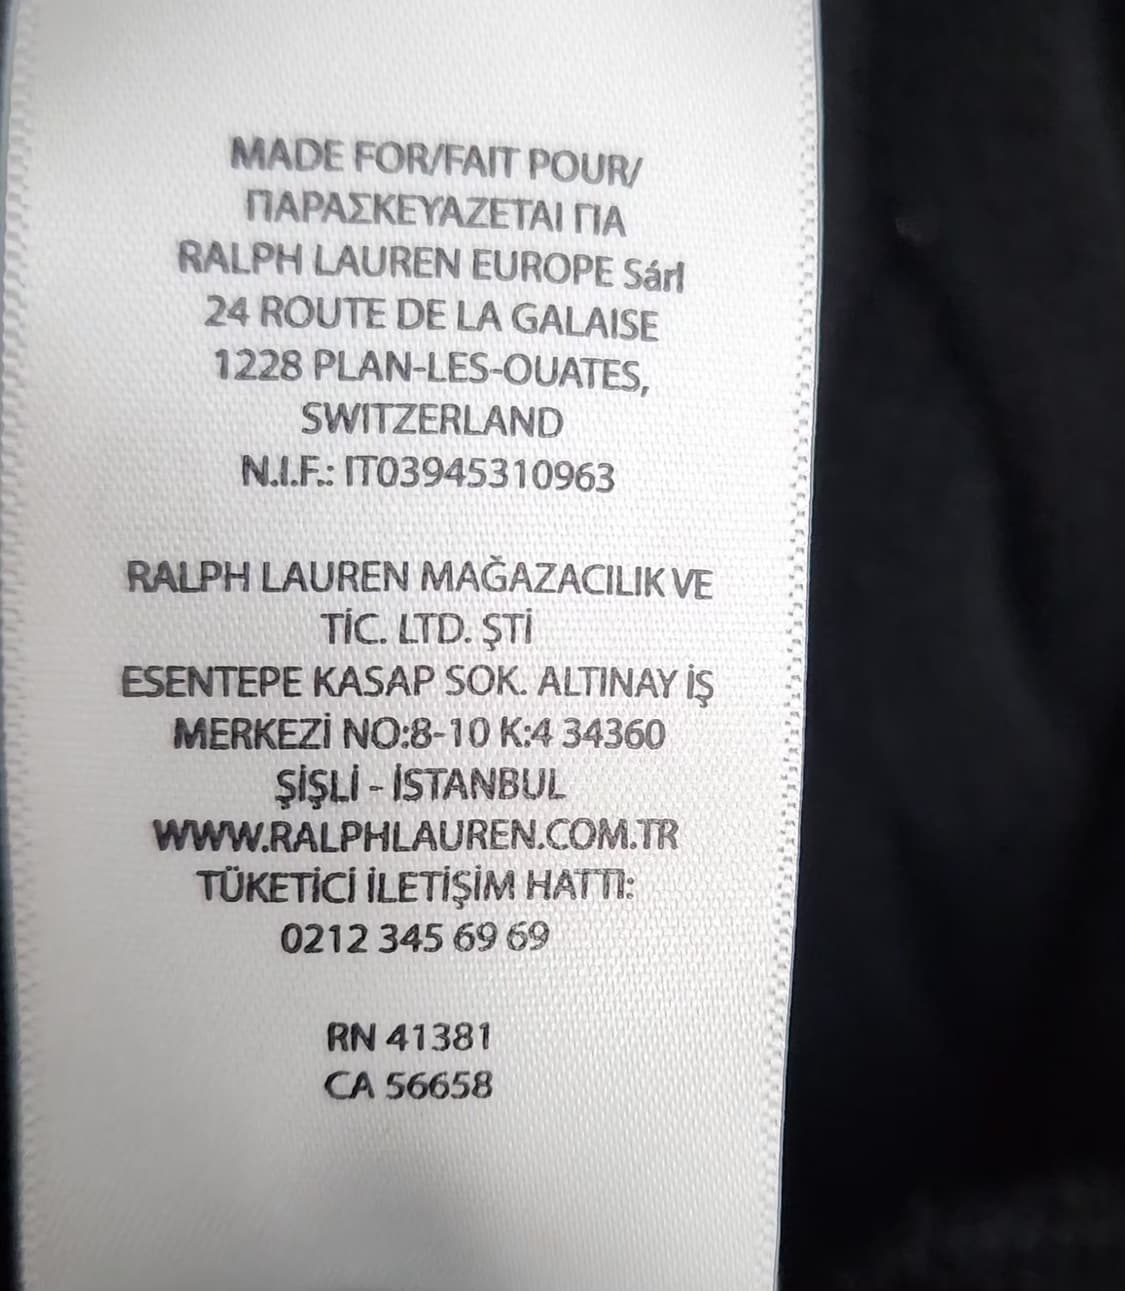 MADE FOR/FAIT POUR/
ΠΑΡΑΣΚΕΥΑΖΕΤΑΙ ΓΙΑ
RALPH LAUREN EUROPE Sárl
24 ROUTE DE LA GALAISE
1228 PLAN-LES-OUATES,
SWITZERLAND
N.I.F.: IT03945310963
RALPH LAUREN MAĞAZACILIK VE
TİC. LTD. ŞTİ
ESENTEPE KASAP SOK. ALTINAY İŞ
MERKEZİ NO:8-10 K:4 34360
ŞİŞLİ - İSTANBUL
WWW.RALPHLAUREN.COM.TR
TÜKETİCİ İLETİŞİM HATTI:
0212 345 69 69
RN 41381
CA 56658